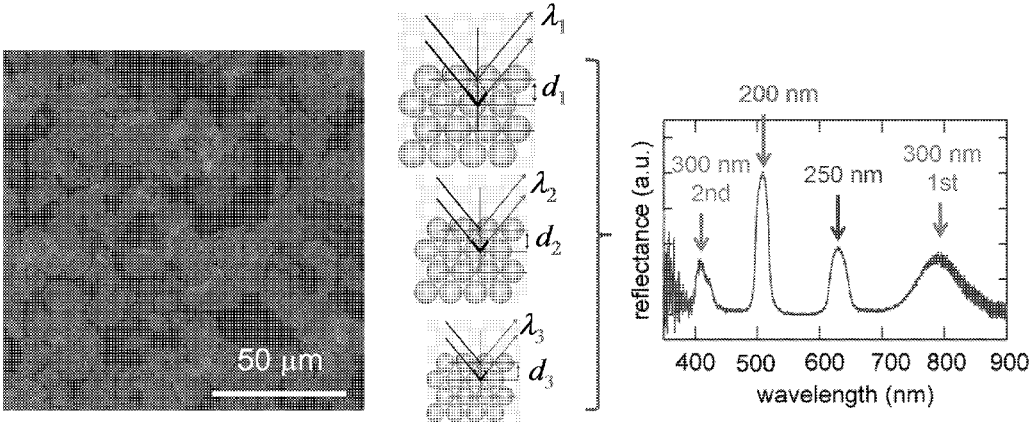 50 μm
λ1
d1
λ2
d2
λ3
d3
200 nm
300 nm
2nd
250 nm
300 nm
1st
reflectance (a.u.)
400 500 600 700 800 900
wavelength (nm)